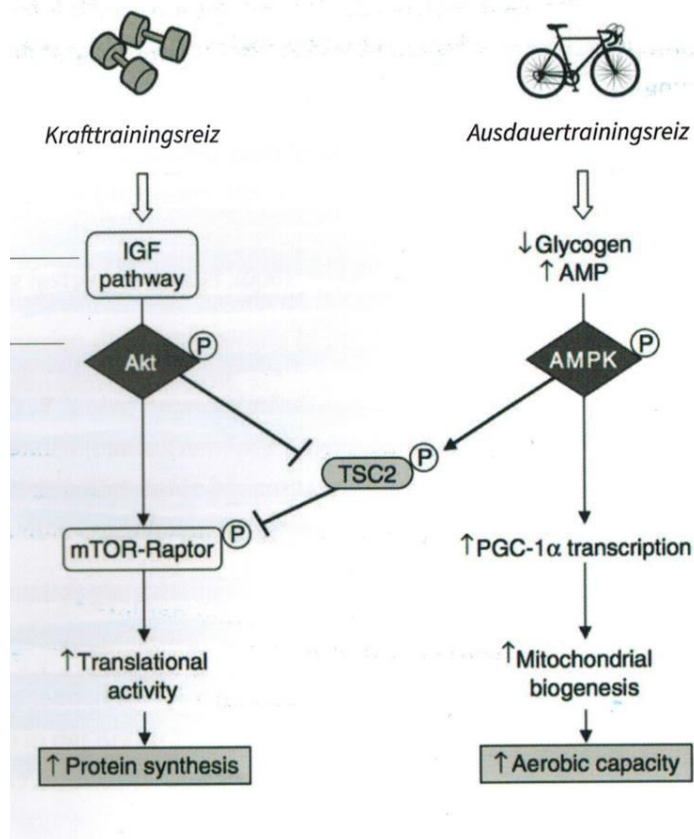 Krafttrainingsreiz
Ausdauertrainingsreiz
IGF
pathway
↓Glycogen
↑AMP
Akt
P
AMPK
P
TSC2
P
mTOR-Raptor
P
↑PGC-1α transcription
↑Translational
activity
↑Mitochondrial
biogenesis
↑Protein synthesis
↑Aerobic capacity